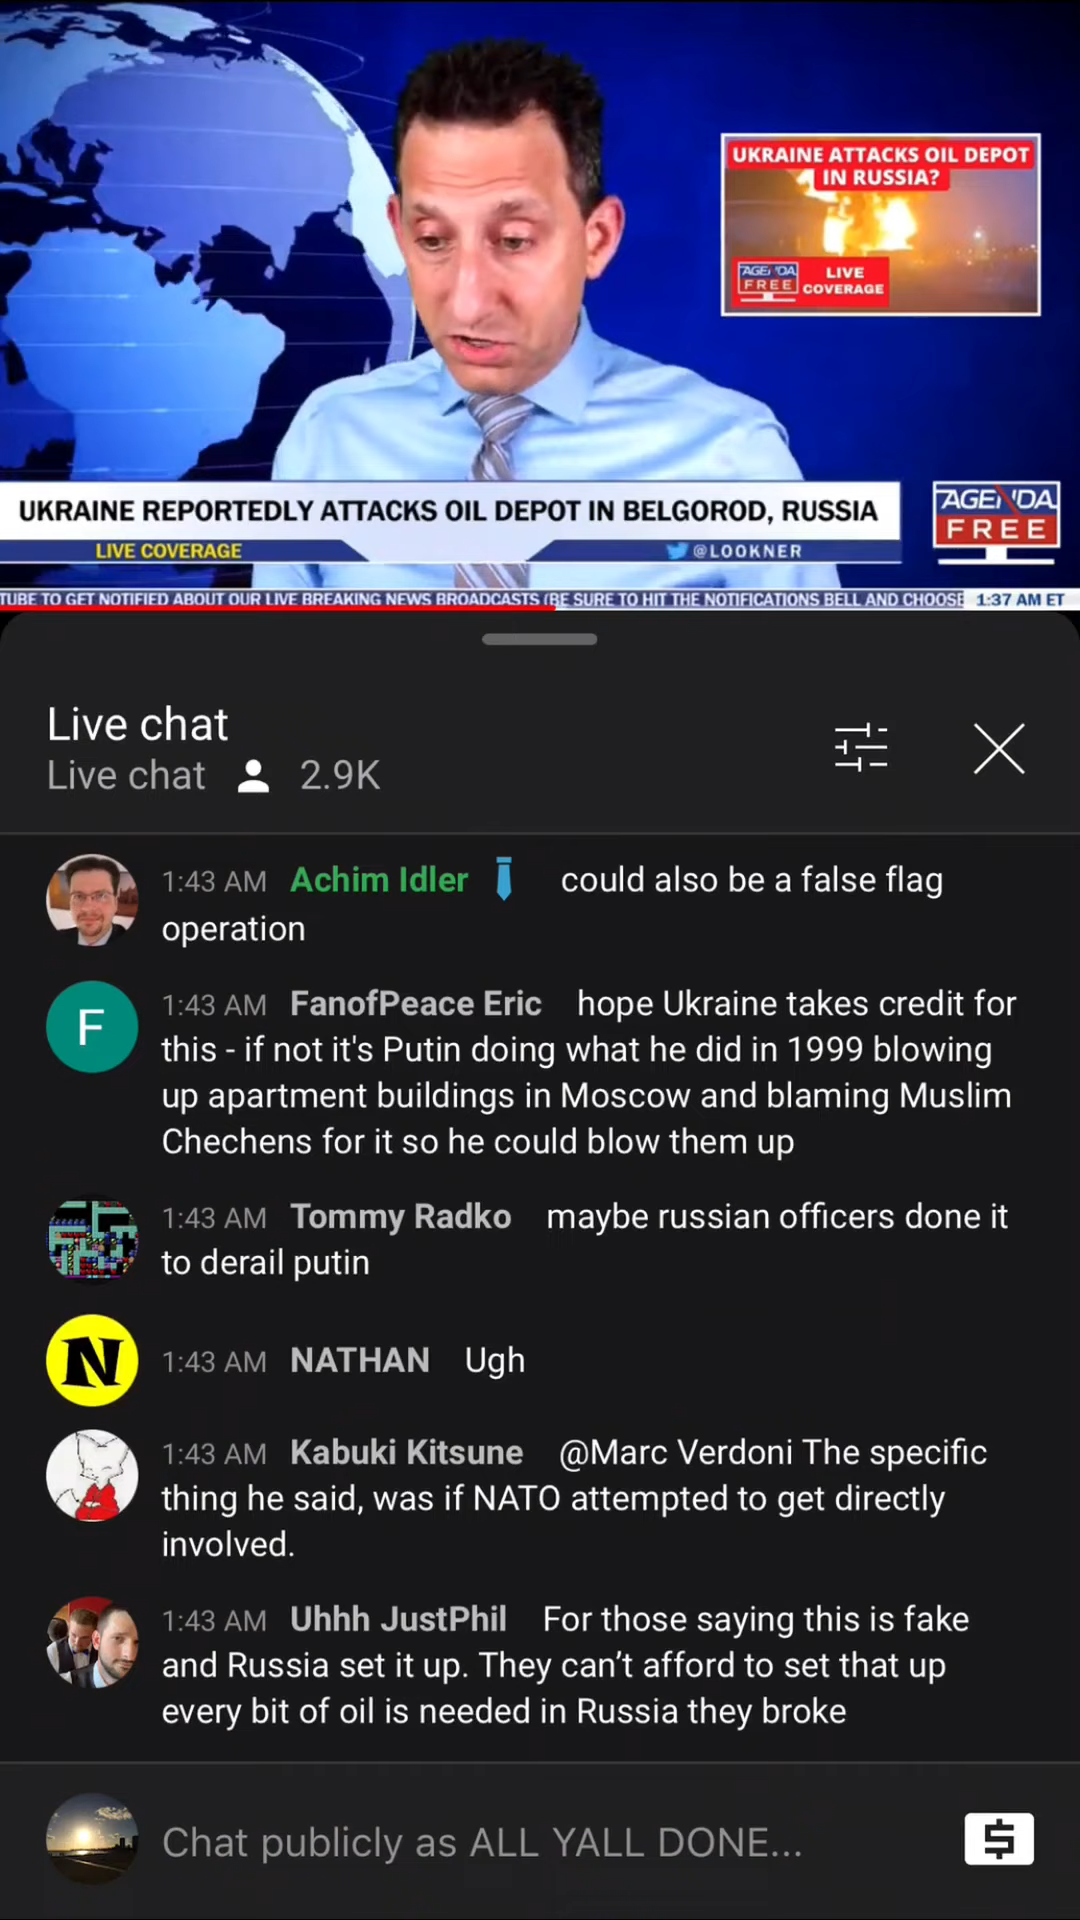 UKRAINE ATTACKS OIL DEPOT
IN RUSSIA?
AGENDA
FREE
LIVE
COVERAGE
UKRAINE REPORTEDLY ATTACKS OIL DEPOT IN BELGOROD, RUSSIA
LIVE COVERAGE
@LOOKNER
AGENDA
FREE
TUBE TO GET NOTIFIED ABOUT OUR LIVE BREAKING NEWS BROADCASTS (BE SURE TO HIT THE NOTIFICATIONS BELL AND CHOOSE
1:37 AM ET
Live chat
Live chat 2.9K
1:43 AM Achim Idler could also be a false flag
operation
F
1:43 AM FanofPeace Eric hope Ukraine takes credit for
this - if not it's Putin doing what he did in 1999 blowing
up apartment buildings in Moscow and blaming Muslim
Chechens for it so he could blow them up
1:43 AM Tommy Radko maybe russian officers done it
to derail putin
N
1:43 AM NATHAN Ugh
1:43 AM Kabuki Kitsune @Marc Verdoni The specific
thing he said, was if NATO attempted to get directly
involved.
1:43 AM Uhhh JustPhil For those saying this is fake
and Russia set it up. They can’t afford to set that up
every bit of oil is needed in Russia they broke
Chat publicly as ALL YALL DONE...
$